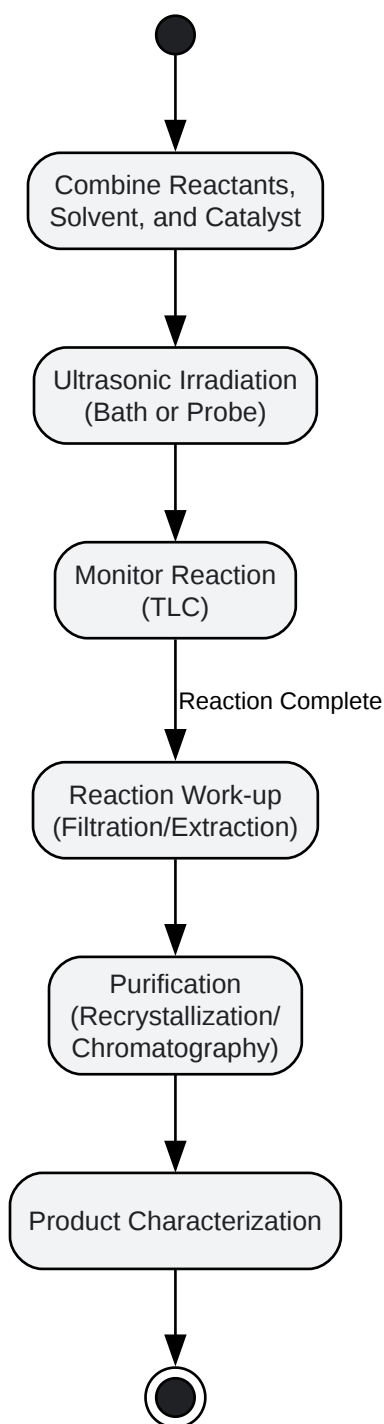 Combine Reactants,
Solvent, and Catalyst
Ultrasonic Irradiation
(Bath or Probe)
Monitor Reaction
(TLC)
Reaction Complete
Reaction Work-up
(Filtration/Extraction)
Purification
(Recrystallization/
Chromatography)
Product Characterization